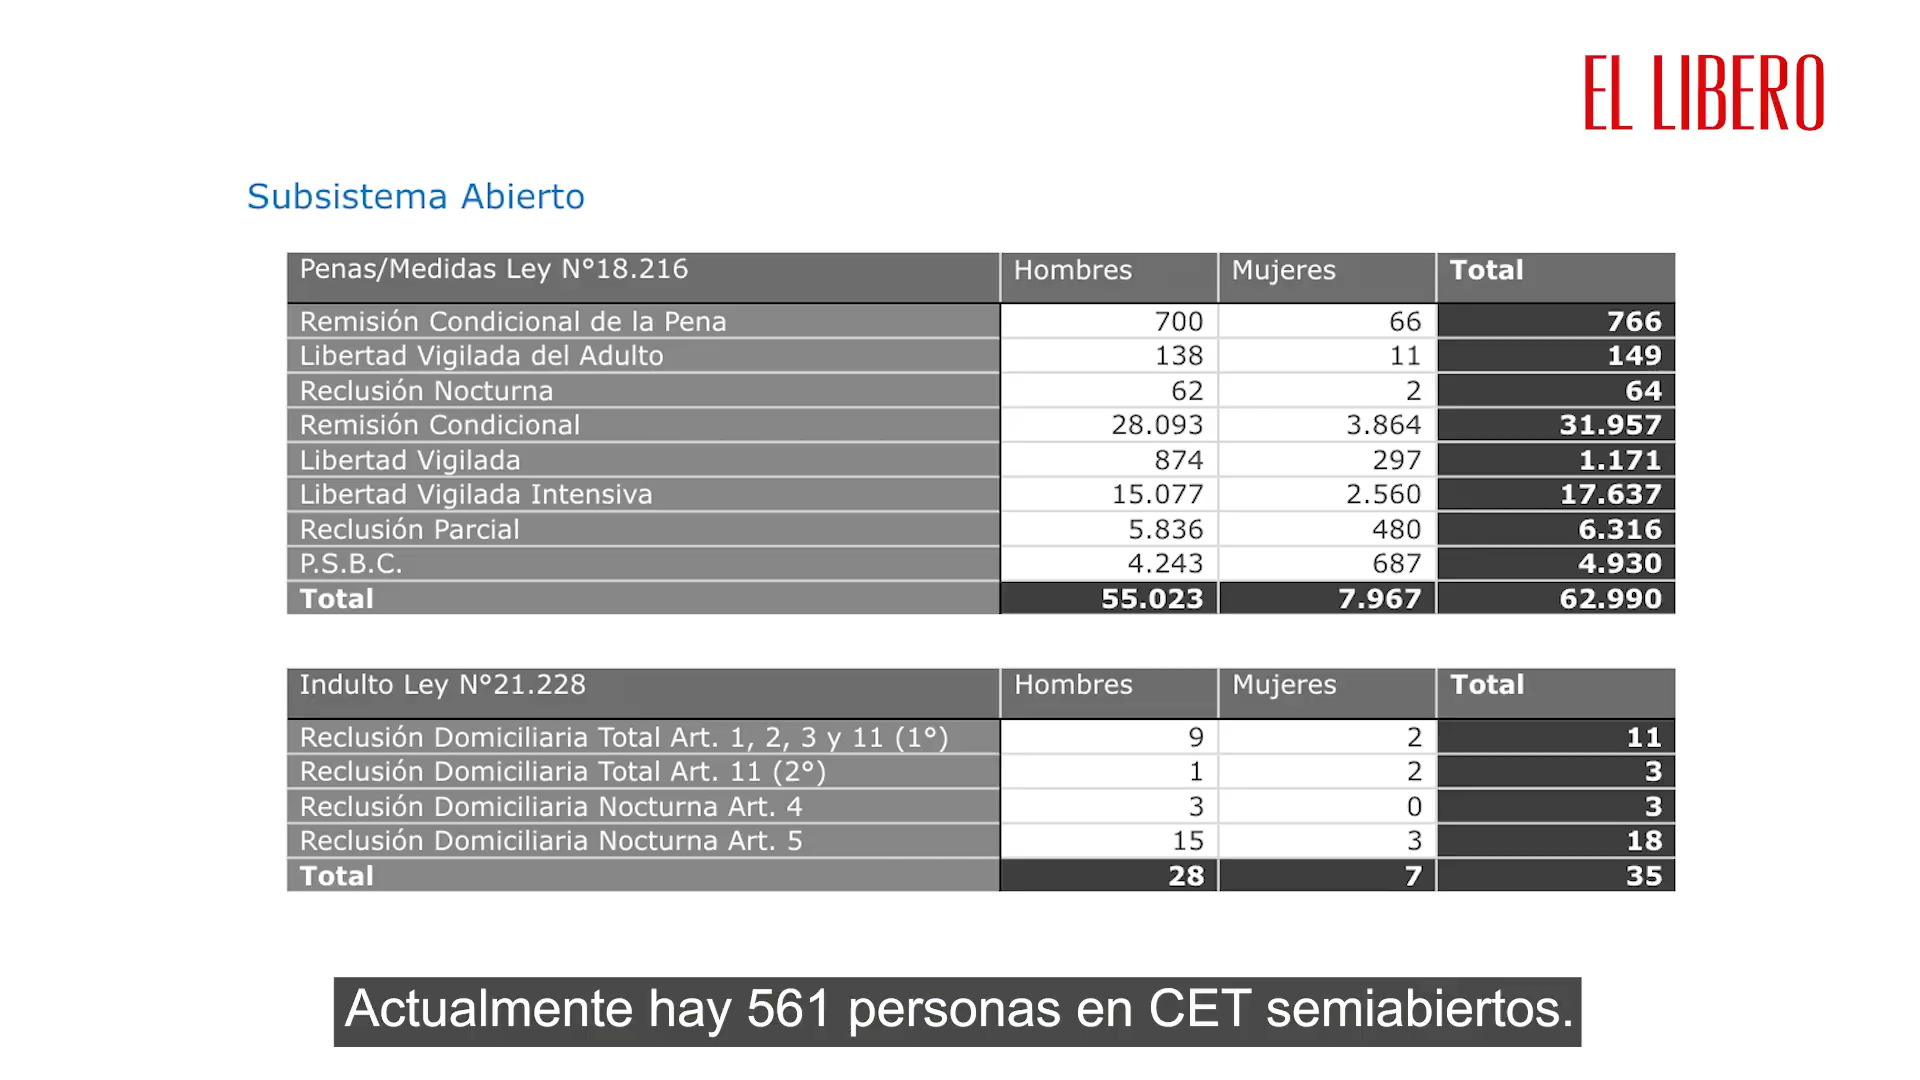 EL LIBERO
Subsistema Abierto
Penas/Medidas Ley N°18.216 Hombres Mujeres Total
Remisión Condicional de la Pena 700 66 766
Libertad Vigilada del Adulto 138 11 149
Reclusión Nocturna 62 2 64
Remisión Condicional 28.093 3.864 31.957
Libertad Vigilada 874 297 1.171
Libertad Vigilada Intensiva 15.077 2.560 17.637
Reclusión Parcial 5.836 480 6.316
P.S.B.C. 4.243 687 4.930
Total 55.023 7.967 62.990
Indulto Ley N°21.228 Hombres Mujeres Total
Reclusión Domiciliaria Total Art. 1, 2, 3 y 11 (1°) 9 2 11
Reclusión Domiciliaria Total Art. 11 (2°) 1 2 3
Reclusión Domiciliaria Nocturna Art. 4 3 0 3
Reclusión Domiciliaria Nocturna Art. 5 15 3 18
Total 28 7 35
Actualmente hay 561 personas en CET semiabiertos.